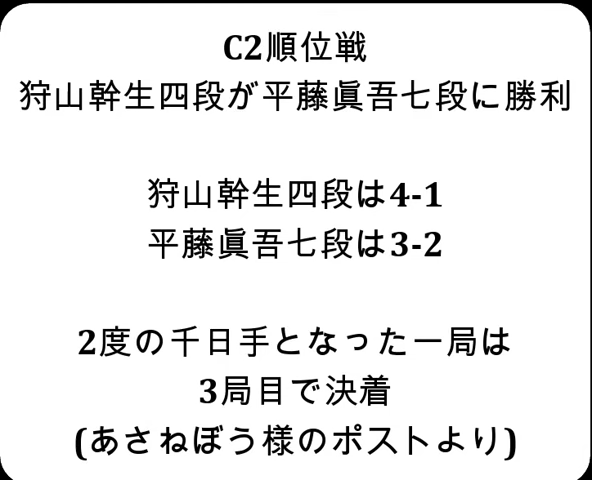 C2順位戦
狩山幹生四段が平藤眞吾七段に勝利
狩山幹生四段は4-1
平藤眞吾七段は3-2
2度の千日手となった一局は
3局目で決着
(あさねぼう様のポストより)